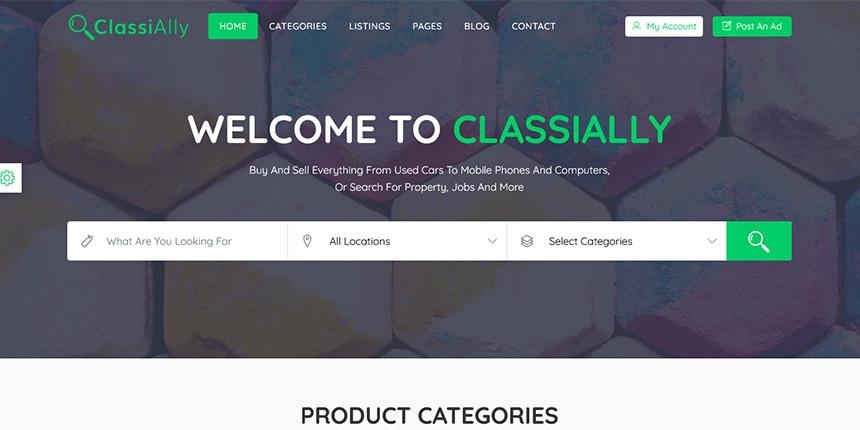 ClassiAlly
HOME CATEGORIES LISTINGS PAGES BLOG CONTACT
My Account
Post An Ad
WELCOME TO CLASSIALLY
Buy And Sell Everything From Used Cars To Mobile Phones And Computers,
Or Search For Property, Jobs And More
What Are You Looking For
All Locations
Select Categories
PRODUCT CATEGORIES